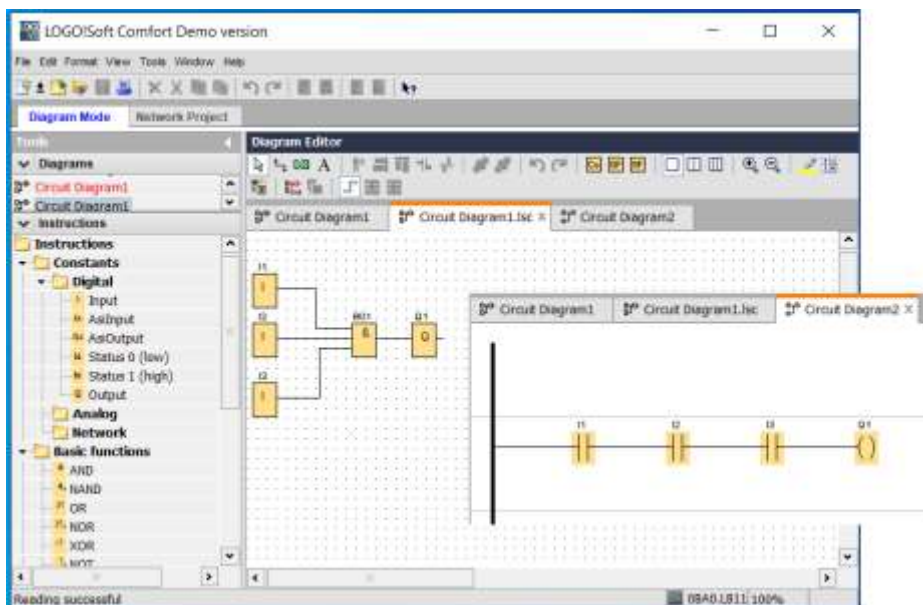 LOGO!Soft Comfort Demo version
File Edit Format View Tools Window Help
Diagram Mode Network Project
Tools
Diagram Editor
Diagrams
Circuit Diagram1
Circuit Diagram1
Instructions
Instructions
Constants
Digital
Input
AsiInput
AsiOutput
Status 0 (low)
Status 1 (high)
Output
Analog
Network
Basic functions
AND
NAND
OR
NOR
XOR
NOT
Circuit Diagram1 Circuit Diagram1.lsc Circuit Diagram2
I1
I
I2 B001 Q1
I & Q
I3
I
Circuit Diagram1 Circuit Diagram1.lsc Circuit Diagram2
I1 I2 I3 Q1
Reading successful
100%